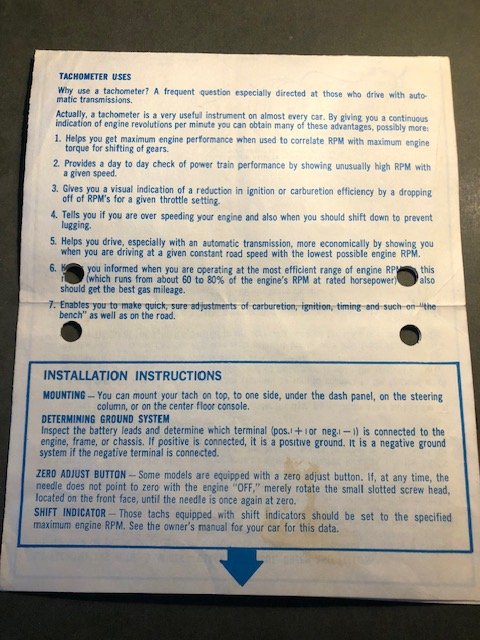 TACHOMETER USES
Why use a tachometer? A frequent question especially directed at those who drive with auto-
matic transmissions.
Actually, a tachometer is a very useful instrument on almost every car. By giving you a continuous
indication of engine revolutions per minute you can obtain many of these advantages, possibly more:
1. Helps you get maximum engine performance when used to correlate RPM with maximum engine
torque for shifting of gears.
2. Provides a day to day check of power train performance by showing unusually high RPM with
a given speed.
3. Gives you a visual indication of a reduction in ignition or carburetion efficiency by a dropping
off of RPM's for a given throttle setting.
4. Tells you if you are over speeding your engine and also when you should shift down to prevent
lugging.
5. Helps you drive, especially with an automatic transmission, more economically by showing you
when you are driving at a given constant road speed with the lowest possible engine RPM.
6. you informed when you are operating at the most efficient range of engine this
(which runs from about 60 to 80% of the engine's RPM at rated horsepower) also
should get the best gas mileage.
7. Enables you to make quick, sure adjustments of carburetion, ignition, timing and such on "the
bench" as well as on the road.
INSTALLATION INSTRUCTIONS
MOUNTING — You can mount your tach on top, to one side, under the dash panel, on the steering
column, or on the center floor console.
DETERMINING GROUND SYSTEM
Inspect the battery leads and determine which terminal (pos.(+) or neg.(-)) is connected to the
engine, frame, or chassis. If positive is connected, it is a positive ground. It is a negative ground
system if the negative terminal is connected.
ZERO ADJUST BUTTON — Some models are equipped with a zero adjust button. If, at any time, the
needle does not point to zero with the engine "OFF," merely rotate the small slotted screw head,
located on the front face, until the needle is once again at zero.
SHIFT INDICATOR — Those tachs equipped with shift indicators should be set to the specified
maximum engine RPM. See the owner's manual for your car for this data.